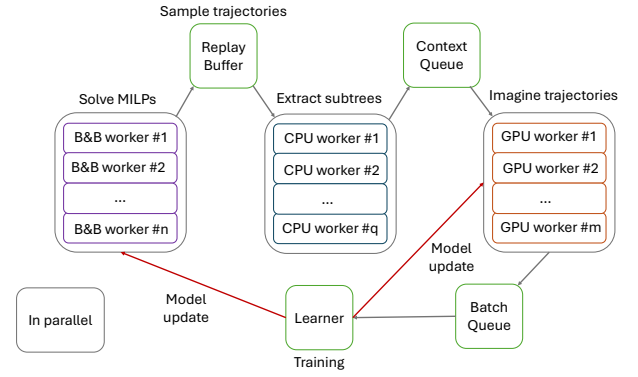 Sample trajectories
Replay
Buffer
Context
Queue
Solve MILPs
Extract subtrees
Imagine trajectories
B&B worker #1
B&B worker #2
...
B&B worker #n
CPU worker #1
CPU worker #2
...
CPU worker #q
GPU worker #1
GPU worker #2
...
GPU worker #m
Model
update
Model
update
In parallel
Learner
Batch
Queue
Training